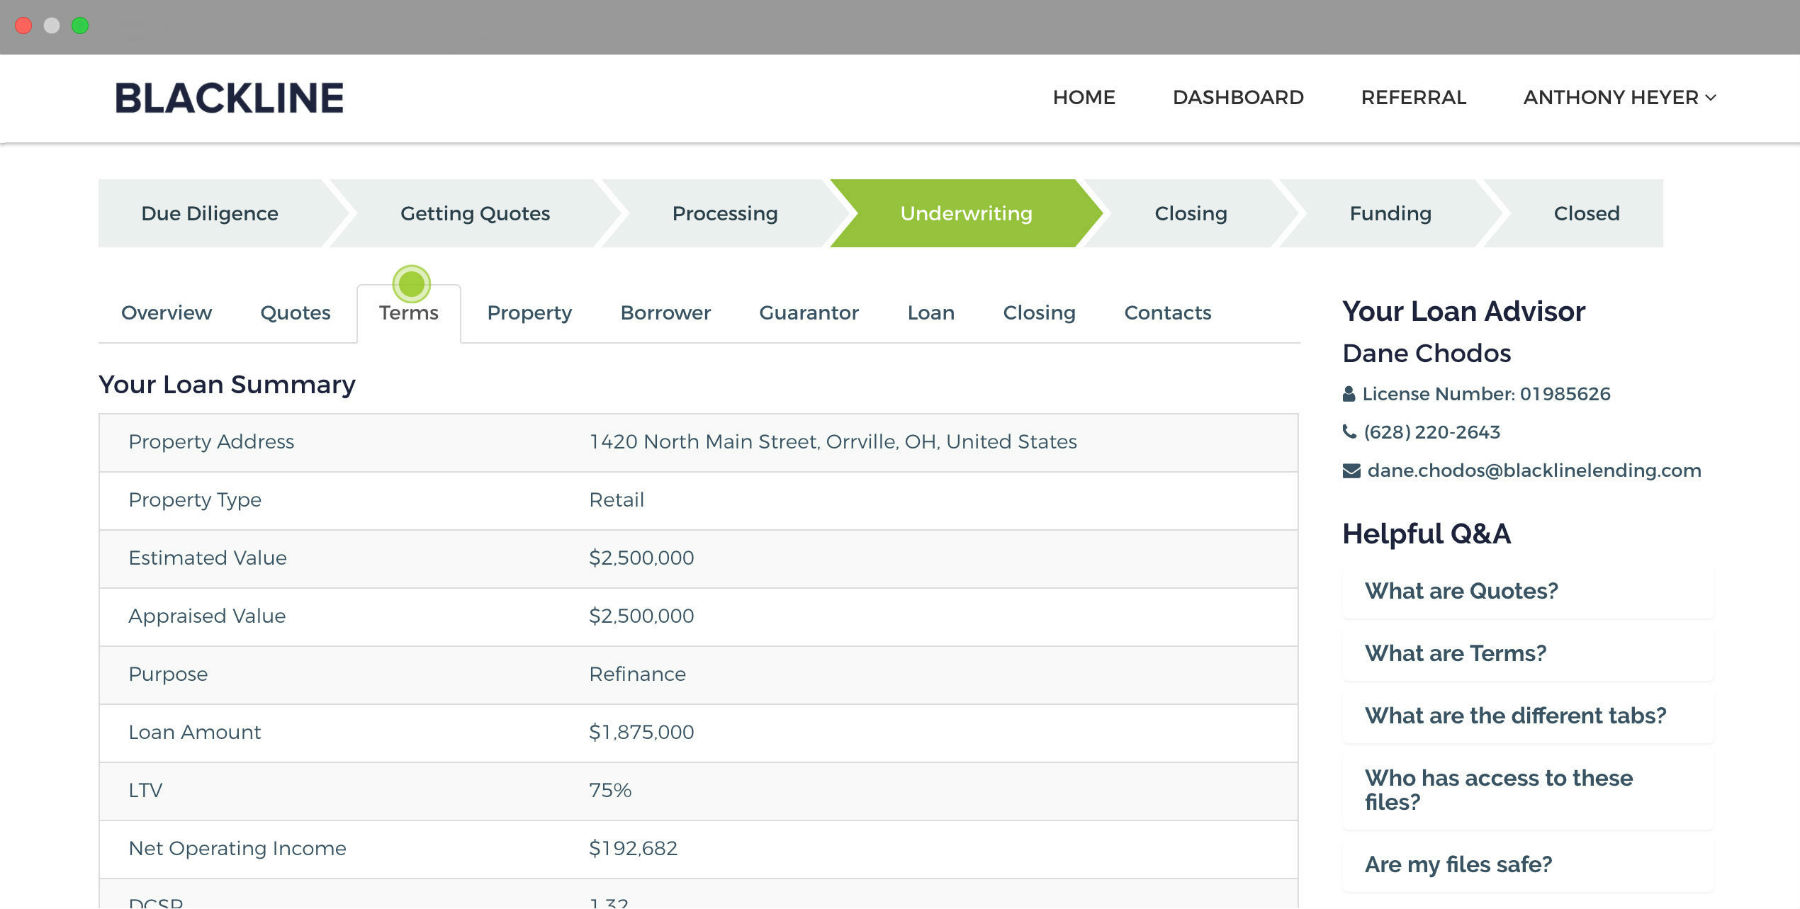 BLACKLINE
HOME DASHBOARD REFERRAL ANTHONY HEYER
Due Diligence Getting Quotes Processing Underwriting Closing Funding Closed
Overview Quotes Terms Property Borrower Guarantor Loan Closing Contacts
Your Loan Summary
Property Address 1420 North Main Street, Orrville, OH, United States
Property Type Retail
Estimated Value $2,500,000
Appraised Value $2,500,000
Purpose Refinance
Loan Amount $1,875,000
LTV 75%
Net Operating Income $192,682
DCSR 1.32
Your Loan Advisor
Dane Chodos
License Number: 01985626
(628) 220-2643
dane.chodos@blacklinelending.com
Helpful Q&A
What are Quotes?
What are Terms?
What are the different tabs?
Who has access to these
files?
Are my files safe?